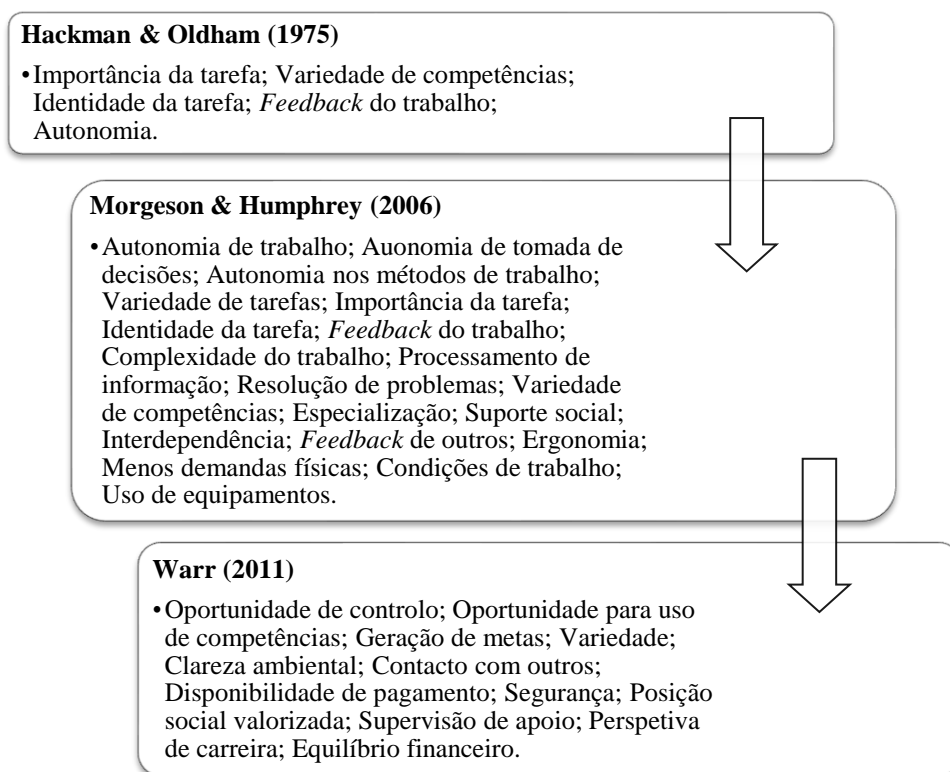 Hackman & Oldham (1975)
•Importância da tarefa; Variedade de competências;
Identidade da tarefa; Feedback do trabalho;
Autonomia.
Morgeson & Humphrey (2006)
•Autonomia de trabalho; Auonomia de tomada de
decisões; Autonomia nos métodos de trabalho;
Variedade de tarefas; Importância da tarefa;
Identidade da tarefa; Feedback do trabalho;
Complexidade do trabalho; Processamento de
informação; Resolução de problemas; Variedade
de competências; Especialização; Suporte social;
Interdependência; Feedback de outros; Ergonomia;
Menos demandas físicas; Condições de trabalho;
Uso de equipamentos.
Warr (2011)
•Oportunidade de controlo; Oportunidade para uso
de competências; Geração de metas; Variedade;
Clareza ambiental; Contacto com outros;
Disponibilidade de pagamento; Segurança; Posição
social valorizada; Supervisão de apoio; Perspetiva
de carreira; Equilíbrio financeiro.